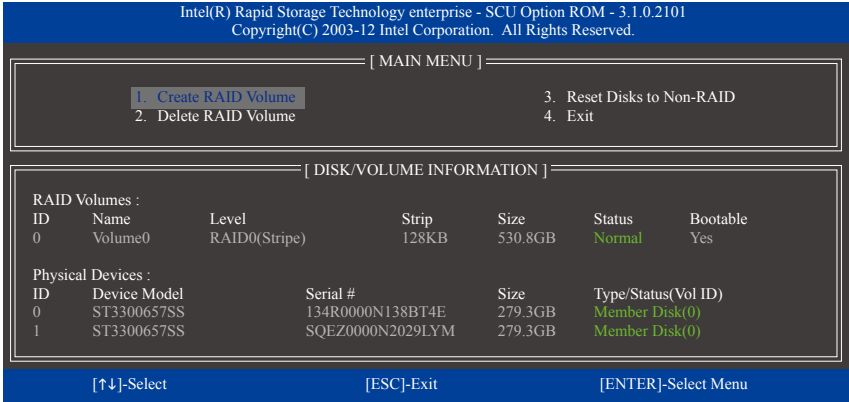 Intel(R) Rapid Storage Technology enterprise - SCU Option ROM - 3.1.0.2101
Copyright(C) 2003-12 Intel Corporation.  All Rights Reserved.
[ MAIN MENU ]
1.  Create RAID Volume  3.  Reset Disks to Non-RAID
2.  Delete RAID Volume  4.  Exit
[ DISK/VOLUME INFORMATION ]
RAID Volumes :
ID  Name  Level  Strip  Size  Status  Bootable
0  Volume0  RAID0(Stripe)  128KB  530.8GB  Normal  Yes
Physical Devices :
ID  Device Model  Serial #  Size  Type/Status(Vol ID)
0  ST3300657SS  134R0000N138BT4E  279.3GB  Member Disk(0)
1  ST3300657SS  SQEZ0000N2029LYM  279.3GB  Member Disk(0)
[↑↓]-Select  [ESC]-Exit  [ENTER]-Select Menu